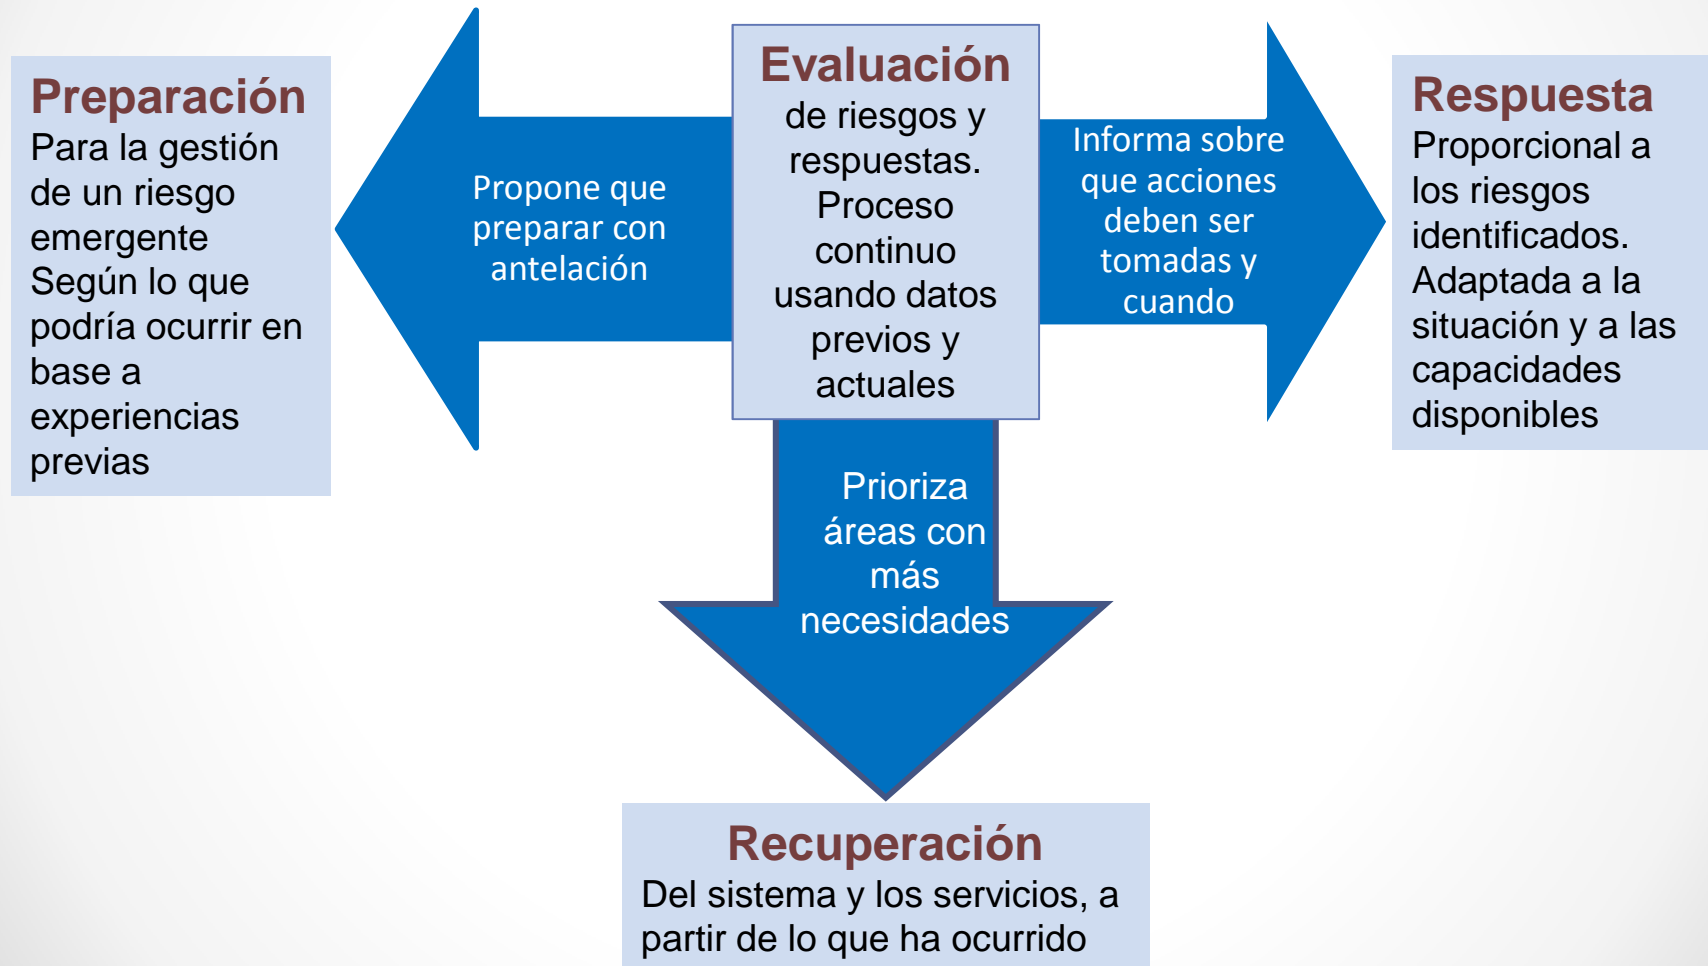 Preparación
Para la gestión
de un riesgo
emergente
Según lo que
podría ocurrir en
base a
experiencias
previas
Propone que
preparar con
antelación
Evaluación
de riesgos y
respuestas.
Proceso
continuo
usando datos
previos y
actuales
Informa sobre
que acciones
deben ser
tomadas y
cuando
Respuesta
Proporcional a
los riesgos
identificados.
Adaptada a la
situación y a las
capacidades
disponibles
Prioriza
áreas con
más
necesidades
Recuperación
Del sistema y los servicios, a
partir de lo que ha ocurrido